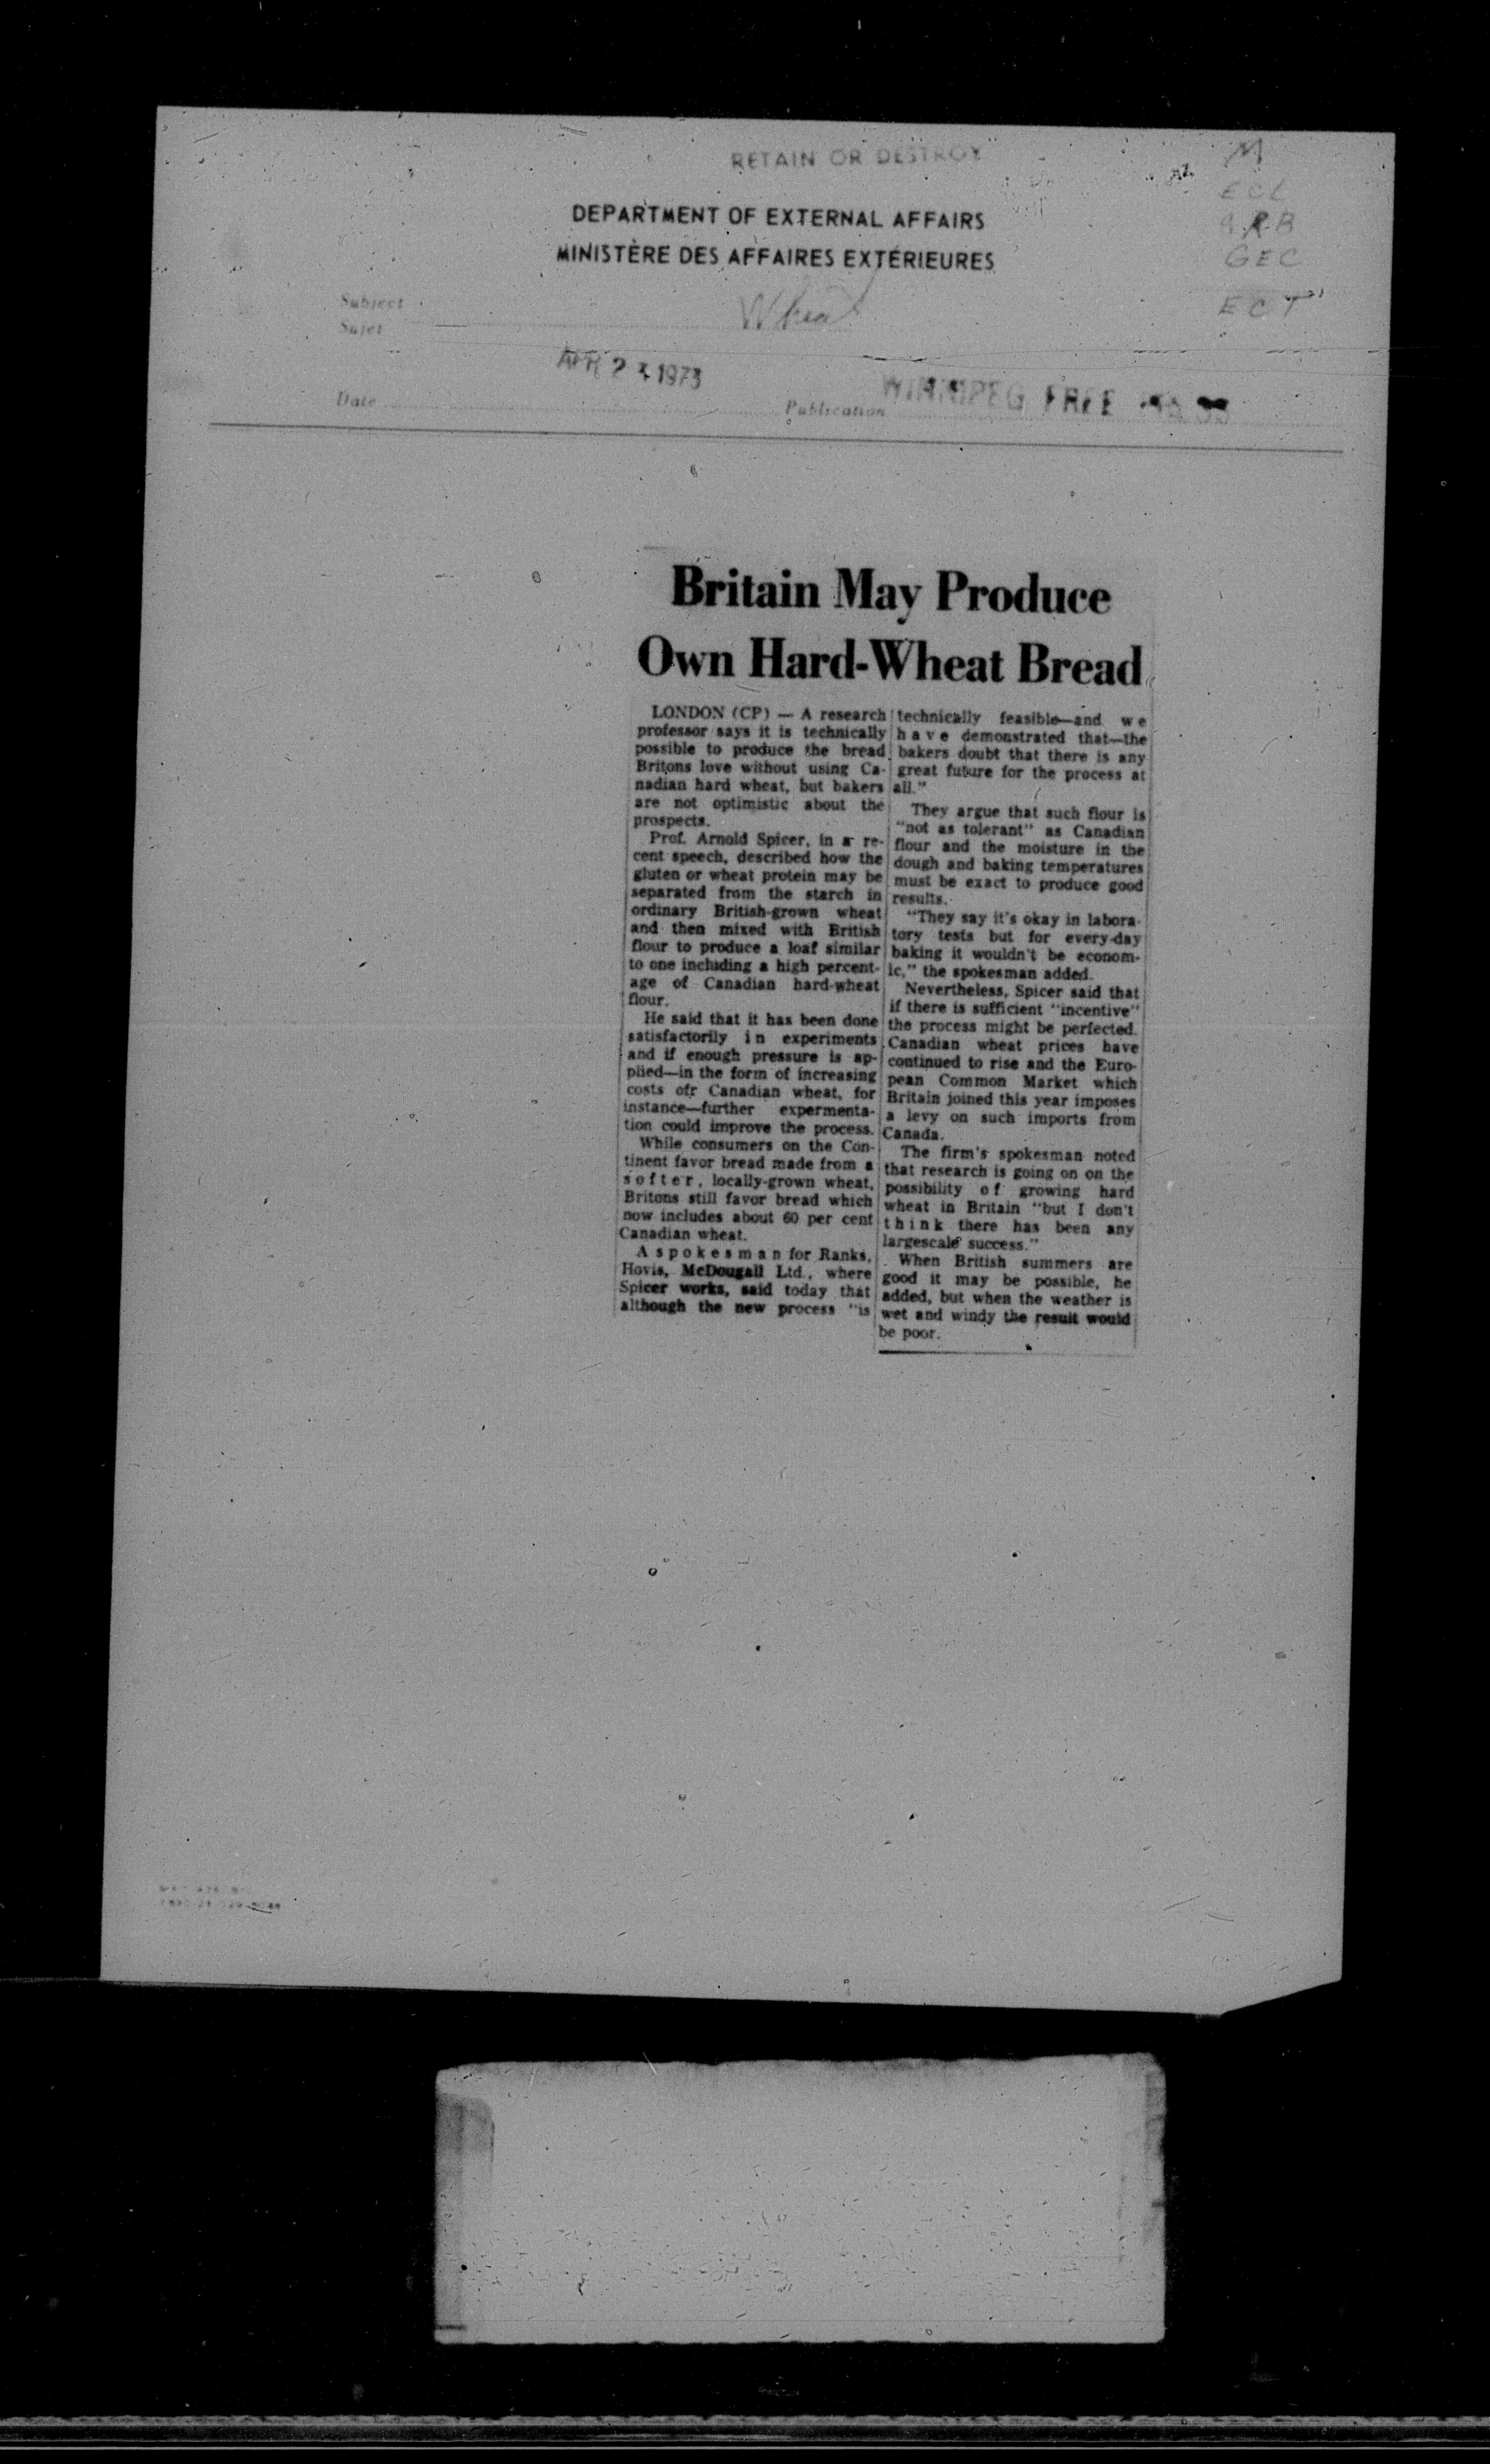 RETAIN OR DESTROY
M
ECL
GEC
ECT
DEPARTMENT OF EXTERNAL AFFAIRS
MINISTÈRE DES AFFAIRES EXTÉRIEURES
Subject
Sujet
Wheat
Date
APR 2 1973
Publication
WINNIPEG FREE
Britain May Produce
Own Hard-Wheat Bread
LONDON (CP) — A research
professor says it is technically
possible to produce the bread
Britons love without using Ca-
nadian hard wheat, but bakers
are not optimistic about the
prospects.
Prof. Arnold Spicer, in a re-
cent speech, described how the
gluten or wheat protein may be
separated from the starch in
ordinary British-grown wheat
and then mixed with British
flour to produce a loaf similar
to one including a high percent-
age of Canadian hard-wheat
flour.
He said that it has been done
satisfactorily in experiments
and if enough pressure is ap-
plied—in the form of increasing
costs ofr Canadian wheat, for
instance—further expermenta-
tion could improve the process.
While consumers on the Con-
tinent favor bread made from a
softer, locally-grown wheat,
Britons still favor bread which
now includes about 60 per cent
Canadian wheat.
A spokesman for Ranks,
Hovis, McDougall Ltd., where
Spicer works, said today that
although the new process "is
technically feasible—and we
have demonstrated that—the
bakers doubt that there is any
great future for the process at
all."
They argue that such flour is
"not as tolerant" as Canadian
flour and the moisture in the
dough and baking temperatures
must be exact to produce good
results.
"They say it's okay in labora-
tory tests but for every-day
baking it wouldn't be econom-
ic," the spokesman added.
Nevertheless, Spicer said that
if there is sufficient "incentive"
the process might be perfected.
Canadian wheat prices have
continued to rise and the Euro-
pean Common Market which
Britain joined this year imposes
a levy on such imports from
Canada.
The firm's spokesman noted
that research is going on on the
possibility of growing hard
wheat in Britain "but I don't
think there has been any
largescale success."
When British summers are
good it may be possible, he
added, but when the weather is
wet and windy the result would
be poor.